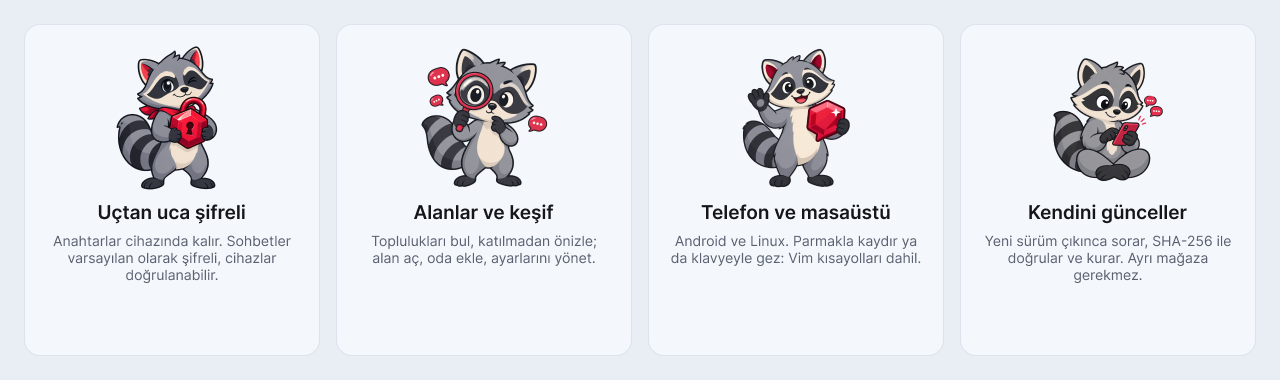 Uçtan uca şifreli
Anahtarlar cihazında kalır. Sohbetler
varsayılan olarak şifreli, cihazlar
doğrulanabilir.
Alanlar ve keşif
Toplulukları bul, katılmadan önizle;
alan aç, oda ekle, ayarlarını yönet.
Telefon ve masaüstü
Android ve Linux. Parmakla kaydır ya
da klavyeyle gez: Vim kısayolları dahil.
Kendini günceller
Yeni sürüm çıkınca sorar, SHA-256 ile
doğrular ve kurar. Ayrı mağaza
gerekmez.